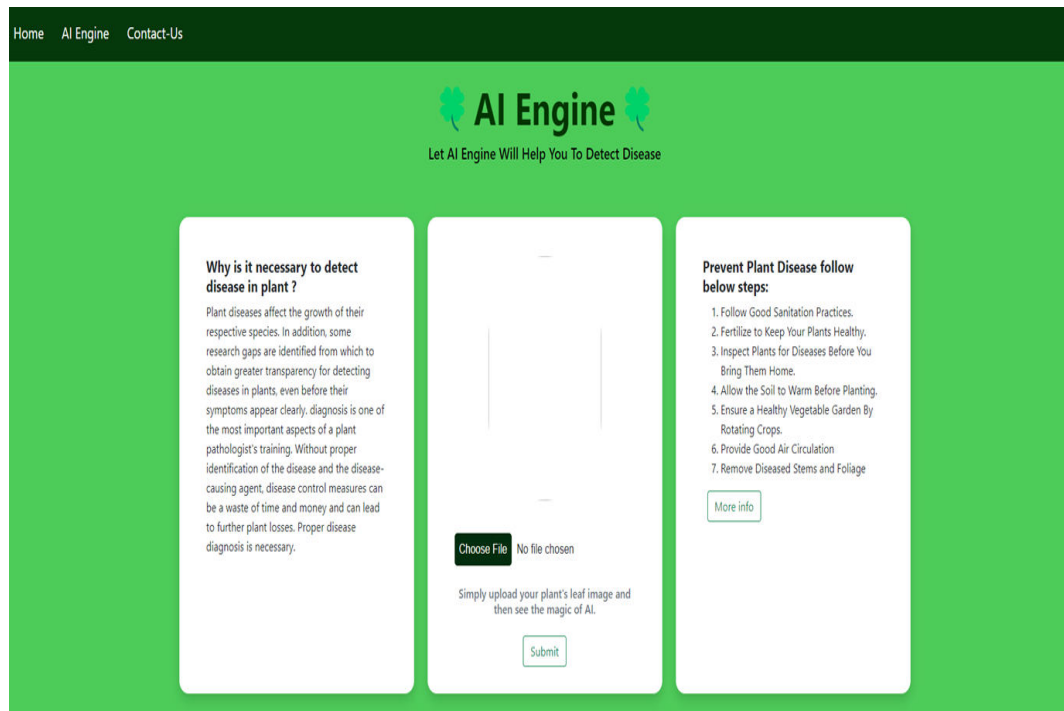 Home AI Engine Contact-Us
AI Engine
Let AI Engine Will Help You To Detect Disease
Why is it necessary to detect
disease in plant ?
Plant diseases affect the growth of their
respective species. In addition, some
research gaps are identified from which to
obtain greater transparency for detecting
diseases in plants, even before their
symptoms appear clearly. diagnosis is one of
the most important aspects of a plant
pathologist's training. Without proper
identification of the disease and the disease-
causing agent, disease control measures can
be a waste of time and money and can lead
to further plant losses. Proper disease
diagnosis is necessary.
Choose File No file chosen
Simply upload your plant's leaf image and
then see the magic of AI.
Submit
Prevent Plant Disease follow
below steps:
1. Follow Good Sanitation Practices.
2. Fertilize to Keep Your Plants Healthy.
3. Inspect Plants for Diseases Before You
Bring Them Home.
4. Allow the Soil to Warm Before Planting.
5. Ensure a Healthy Vegetable Garden By
Rotating Crops.
6. Provide Good Air Circulation
7. Remove Diseased Stems and Foliage
More info